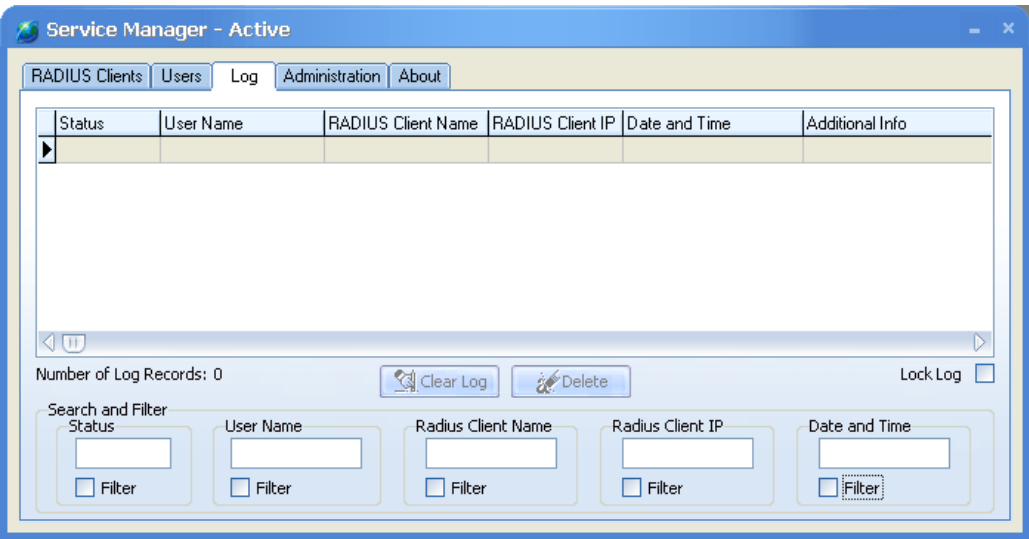 Service Manager - Active
RADIUS Clients Users Log Administration About
Status User Name RADIUS Client Name RADIUS Client IP Date and Time Additional Info
Number of Log Records: 0 Clear Log Delete Lock Log
Search and Filter
Status User Name Radius Client Name Radius Client IP Date and Time
Filter Filter Filter Filter Filter